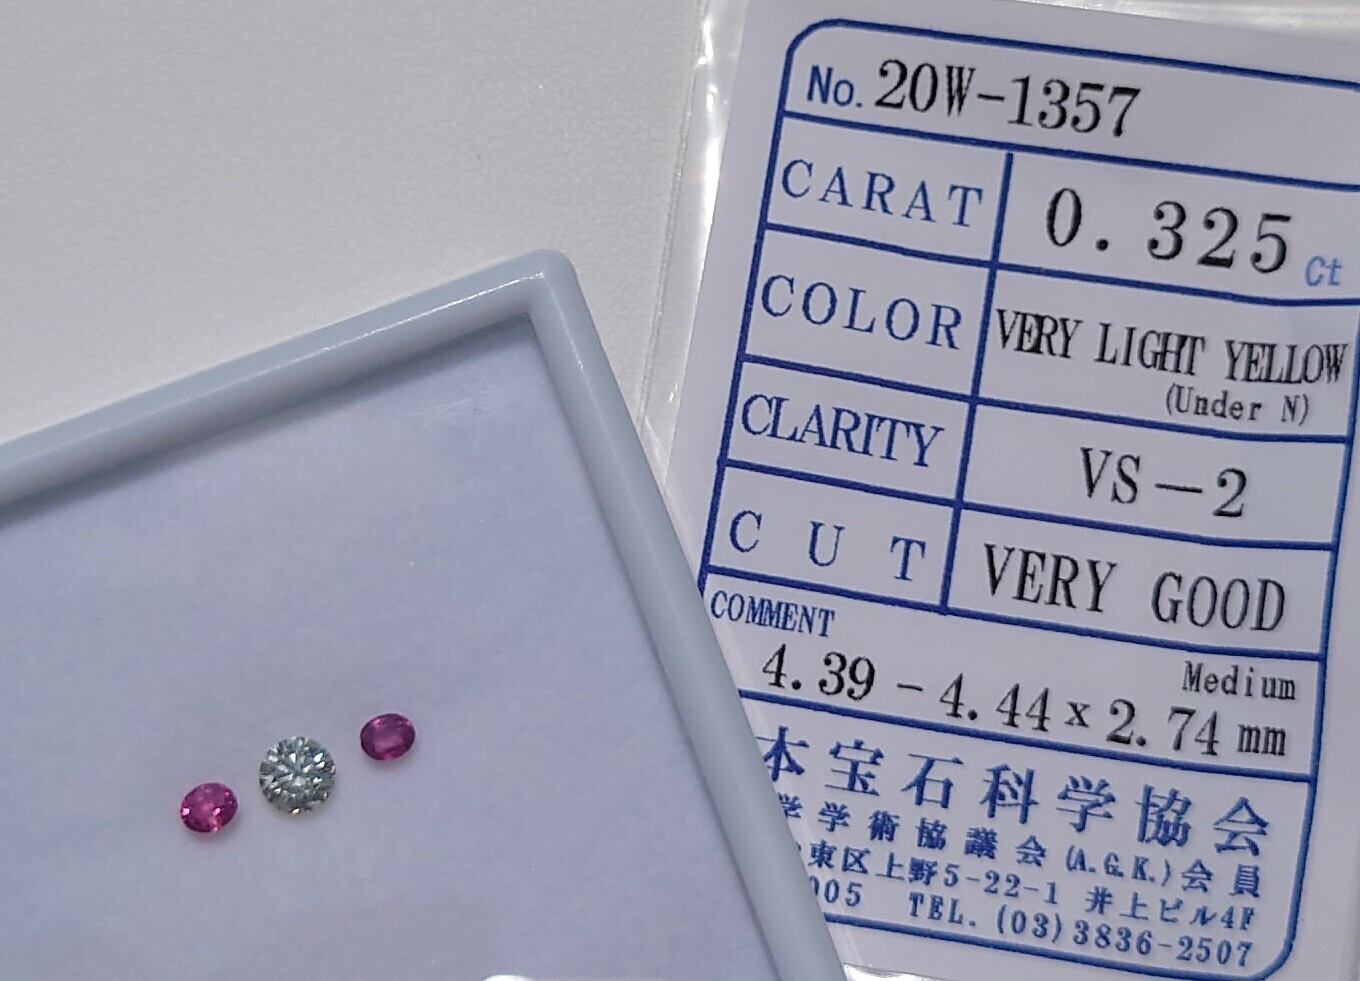 No. 20W-1357
CARAT 0.325 Ct
COLOR VERY LIGHT YELLOW
(Under N)
CLARITY VS-2
CUT VERY GOOD
COMMENT
Medium
4.39 - 4.44 x 2.74 mm
本宝石科学協会
学学術協議会(A.G.K.)会員
東区上野5-22-1 井上ビル4F
005 TEL. (03)3836-2507